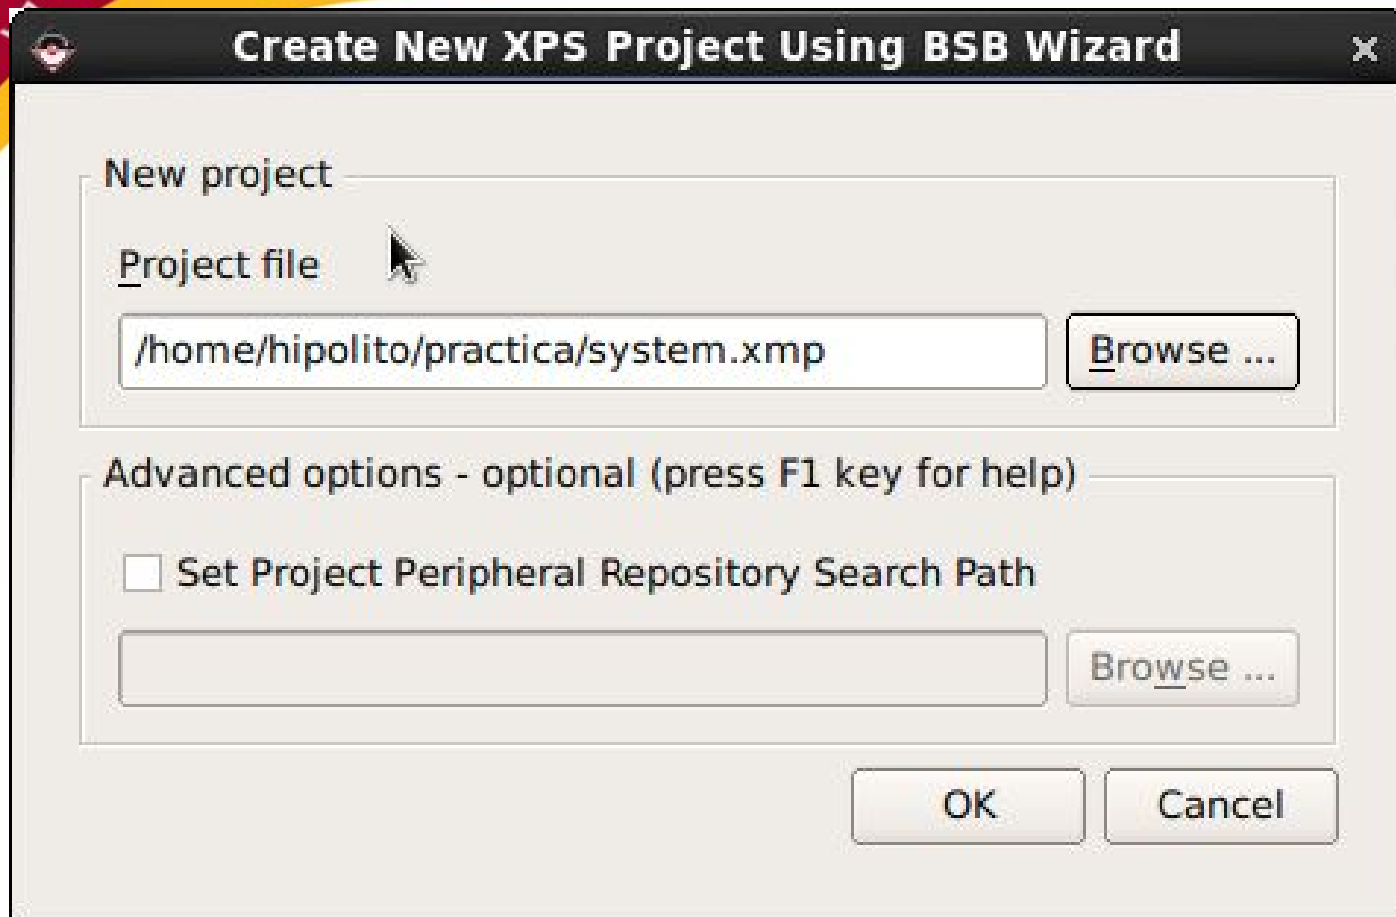 Create New XPS Project Using BSB Wizard
New project
Project file
/home/hipolito/practica/system.xmp
Browse ...
Advanced options - optional (press F1 key for help)
Set Project Peripheral Repository Search Path
Browse ...
OK
Cancel